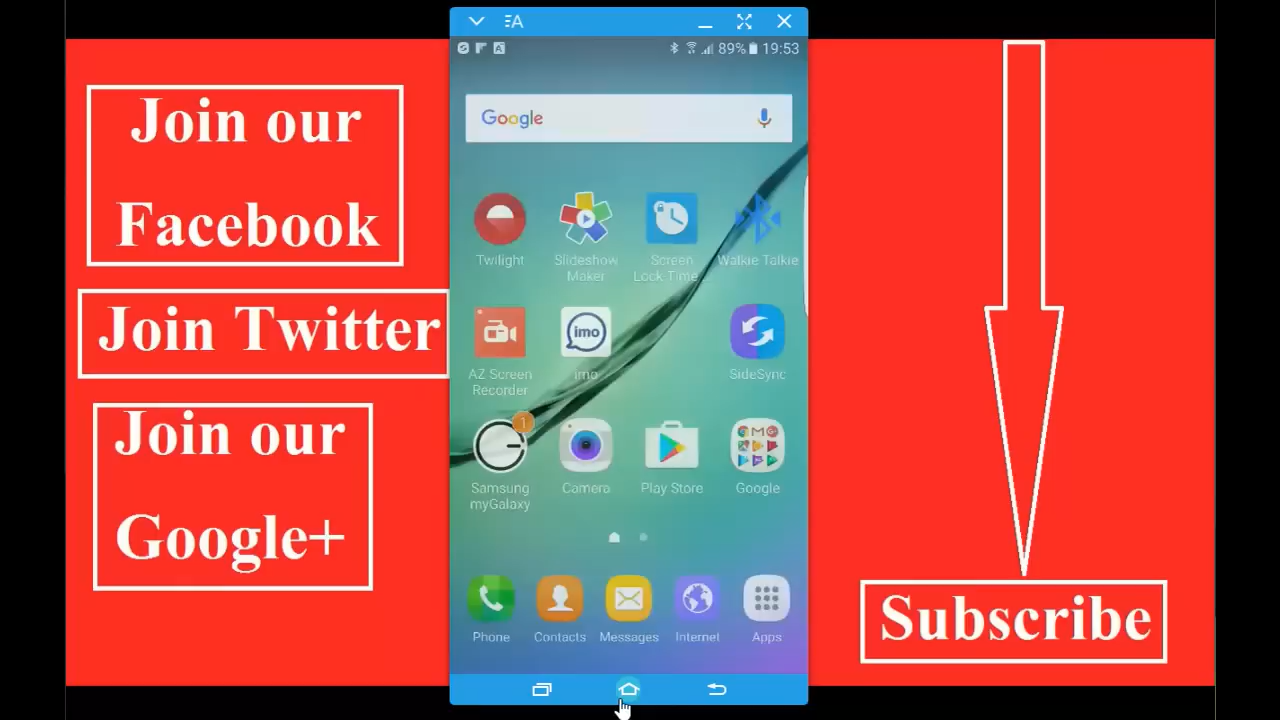 A
89% 19:53
Join our
Facebook
Join Twitter
Join our
Google+
Google
Twilight
Slideshow
Maker
Screen
Lock Time...
Walkie Talkie
AZ Screen
Recorder
imo
imo
SideSync
1
Samsung
myGalaxy
Camera
Play Store
Google
Phone
Contacts
Messages
Internet
Apps
Subscribe